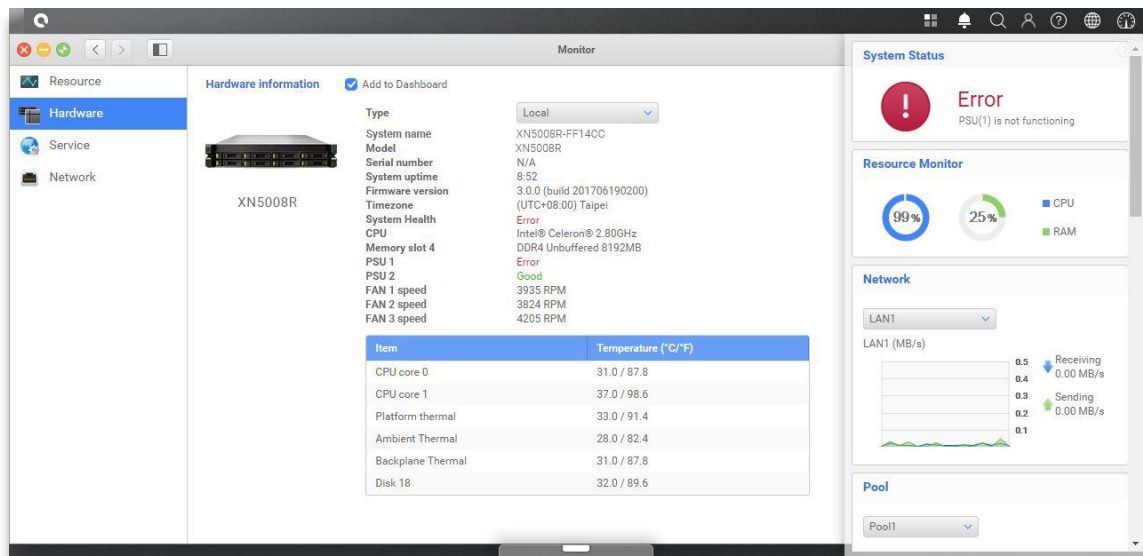 Monitor
Resource
Hardware
Service
Network
Hardware information
Add to Dashboard
XN5008R
Type Local
System name XN5008R-FF14CC
Model XN5008R
Serial number N/A
System uptime 8:52
Firmware version 3.0.0 (build 201706190200)
Timezone (UTC+08:00) Taipei
System Health Error
CPU Intel® Celeron® 2.80GHz
Memory slot 4 DDR4 Unbuffered 8192MB
PSU 1 Error
PSU 2 Good
FAN 1 speed 3935 RPM
FAN 2 speed 3824 RPM
FAN 3 speed 4205 RPM
Item Temperature (°C/°F)
CPU core 0 31.0 / 87.8
CPU core 1 37.0 / 98.6
Platform thermal 33.0 / 91.4
Ambient Thermal 28.0 / 82.4
Backplane Thermal 31.0 / 87.8
Disk 18 32.0 / 89.6
System Status
Error
PSU(1) is not functioning
Resource Monitor
99% 25%
CPU
RAM
Network
LAN1
LAN1 (MB/s)
0.5
0.4
0.3
0.2
0.1
Receiving
0.00 MB/s
Sending
0.00 MB/s
Pool
Pool1